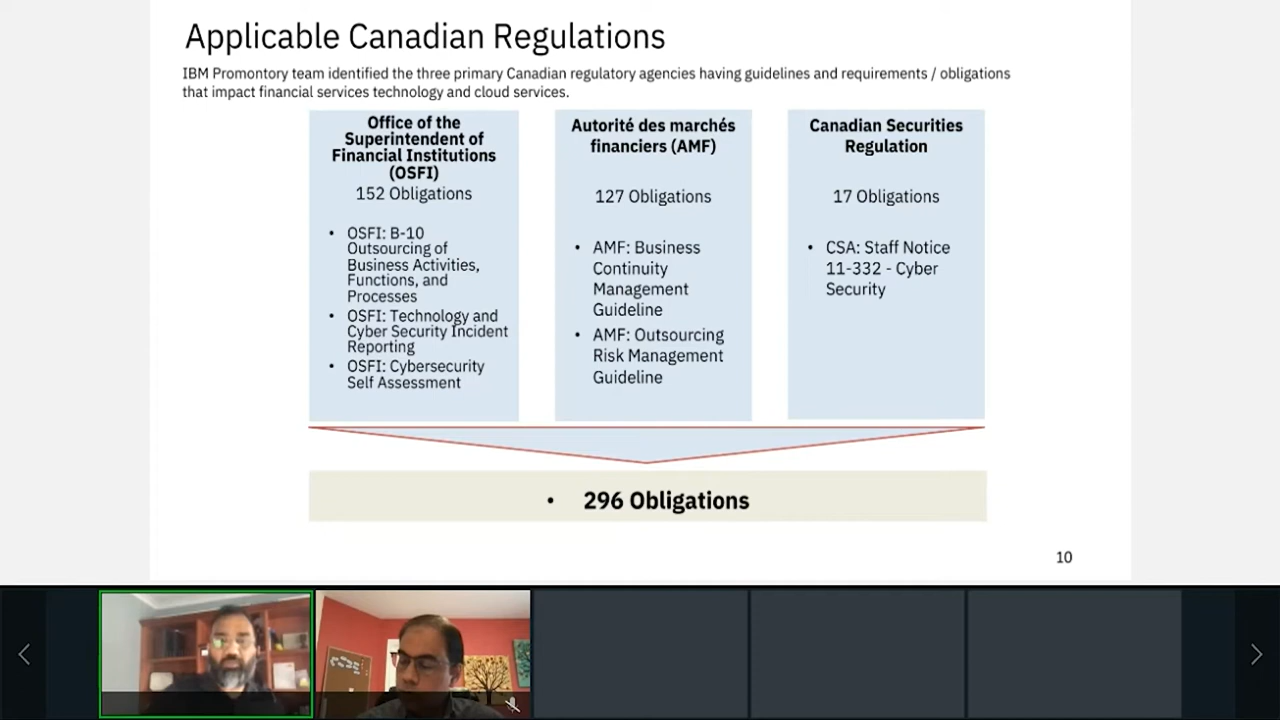 Applicable Canadian Regulations
IBM Promontory team identified the three primary Canadian regulatory agencies having guidelines and requirements / obligations
that impact financial services technology and cloud services.
Office of the
Superintendent of
Financial Institutions
(OSFI)
152 Obligations
• OSFI: B-10
Outsourcing of
Business Activities,
Functions, and
Processes
• OSFI: Technology and
Cyber Security Incident
Reporting
• OSFI: Cybersecurity
Self Assessment
Autorité des marchés
financiers (AMF)
127 Obligations
• AMF: Business
Continuity
Management
Guideline
• AMF: Outsourcing
Risk Management
Guideline
Canadian Securities
Regulation
17 Obligations
• CSA: Staff Notice
11-332 - Cyber
Security
• 296 Obligations
10